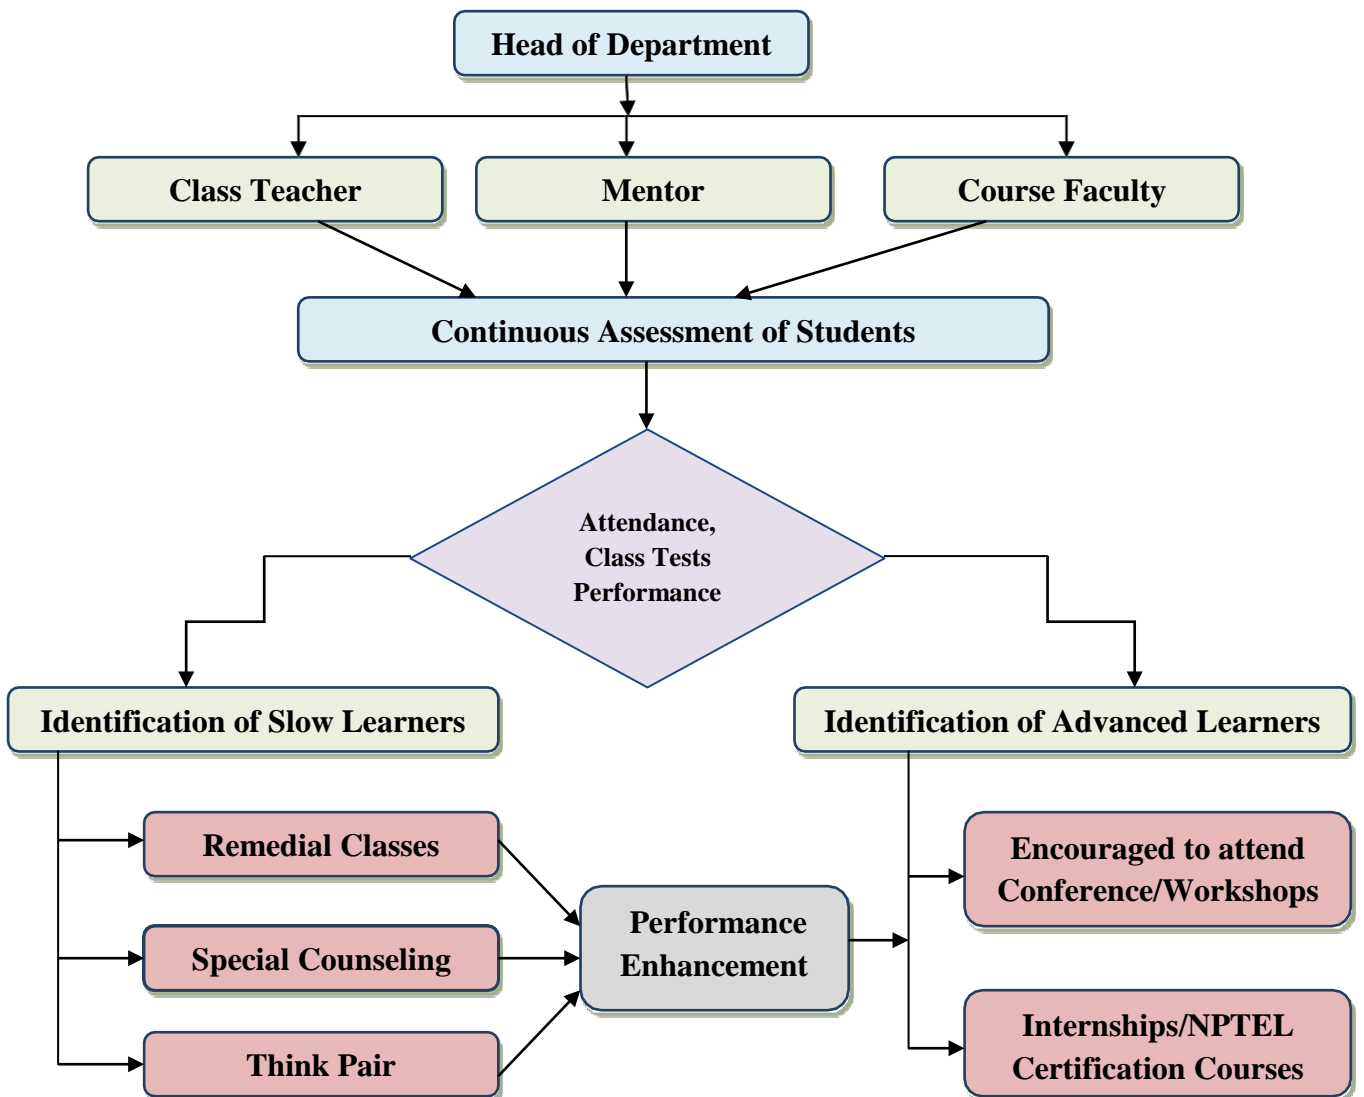 Head of Department
Class Teacher
Mentor
Course Faculty
Continuous Assessment of Students
Attendance,
Class Tests
Performance
Identification of Slow Learners
Identification of Advanced Learners
Remedial Classes
Special Counseling
Think Pair
Performance
Enhancement
Encouraged to attend
Conference/Workshops
Internships/NPTEL
Certification Courses